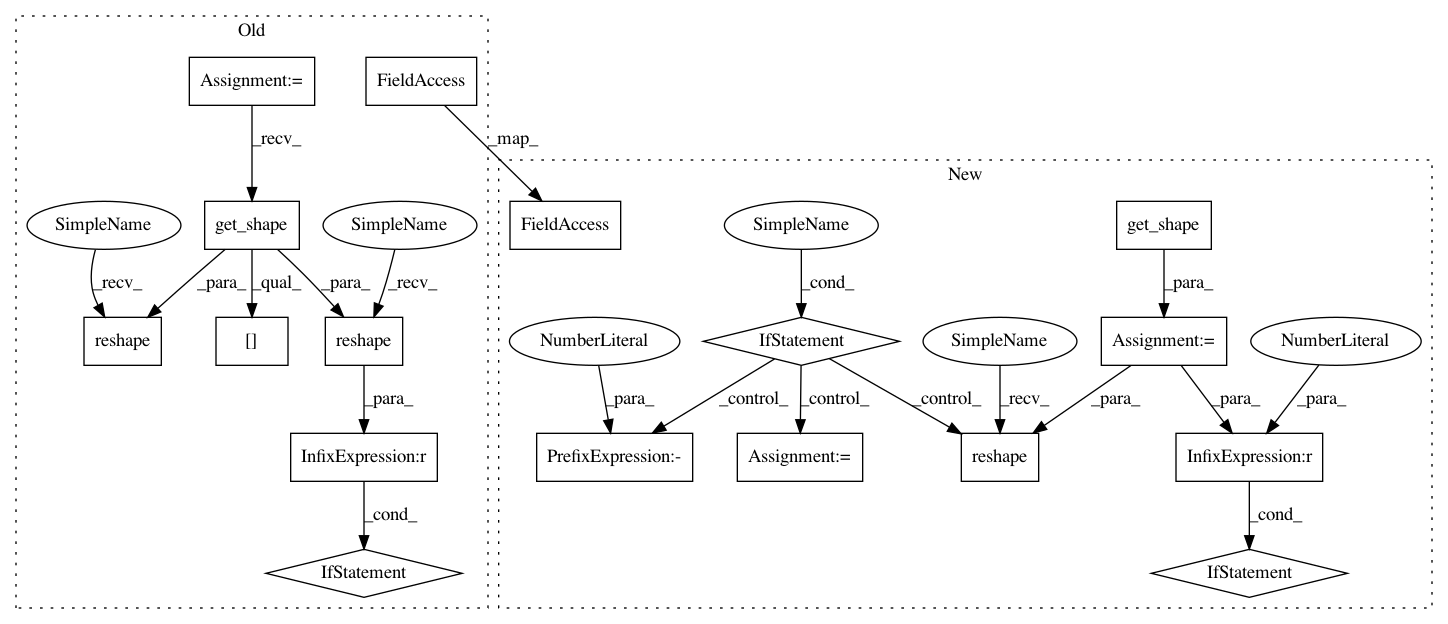 Old
Assignment:=
FieldAccess
_recv_
_map_
New
SimpleName
get_shape
SimpleName
FieldAccess
SimpleName
get_shape
_recv_
_para_
_qual_
_para_
_recv_
_cond_
_para_
reshape
[]
reshape
NumberLiteral
IfStatement
SimpleName
Assignment:=
NumberLiteral
_para_
_para_
_control_
_control_
_control_
_recv_
_para_
_para_
_para_
InfixExpression:r
PrefixExpression:-
Assignment:=
reshape
InfixExpression:r
_cond_
_cond_
IfStatement
IfStatement